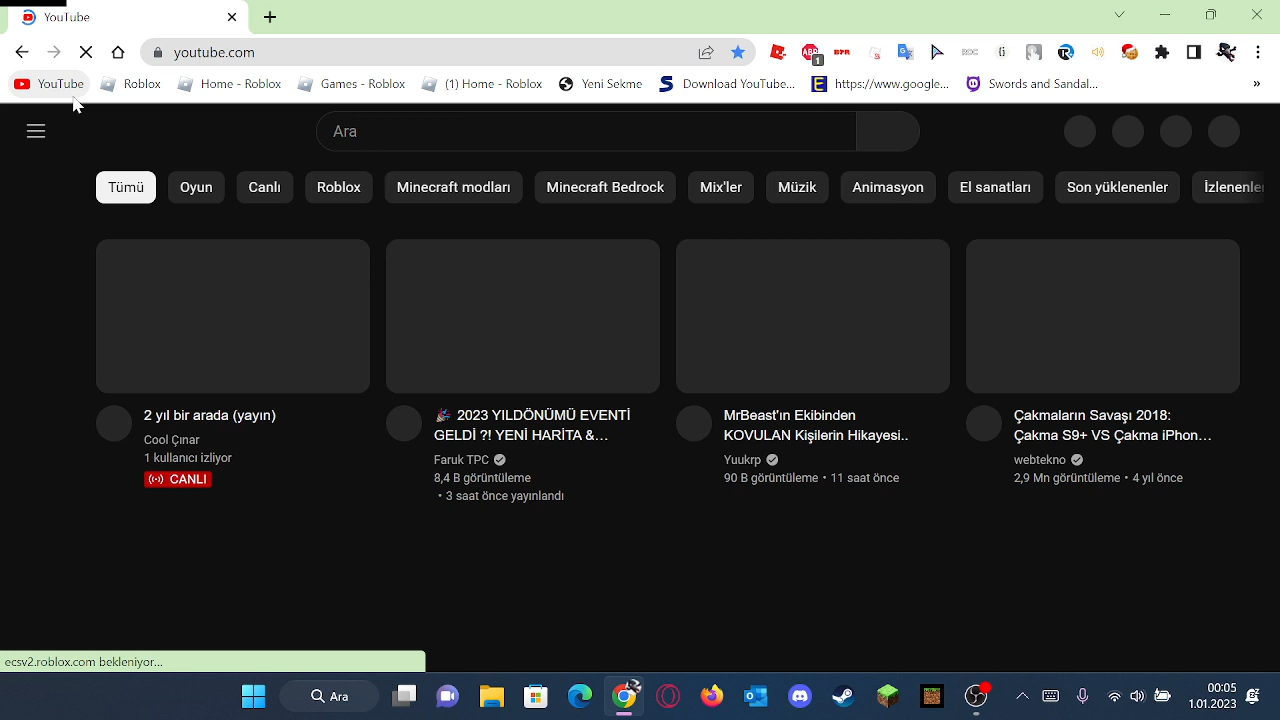 YouTube
youtube.com
1
YouTube Roblox Home - Roblox Games - Roblox (1) Home - Roblox Yeni Sekme Download YouTube... https://www.google... Swords and Sandal... »
Ara
Tümü Oyun Canlı Roblox Minecraft modları Minecraft Bedrock Mix'ler Müzik Animasyon El sanatları Son yüklenenler İzlenenler
2 yıl bir arada (yayın)
Cool Çınar
1 kullanıcı izliyor
CANLI
🎉 2023 YILDÖNÜMÜ EVENTİ
GELDİ ?! YENİ HARİTA &...
Faruk TPC
8,4 B görüntüleme
• 3 saat önce yayınlandı
MrBeast'ın Ekibinden
KOVULAN Kişilerin Hikayesi..
Yuukrp
90 B görüntüleme • 11 saat önce
Çakmaların Savaşı 2018:
Çakma S9+ VS Çakma iPhon...
webtekno
2,9 Mn görüntüleme • 4 yıl önce
ecsv2.roblox.com bekleniyor...
Ara
00:05
1.01.2023